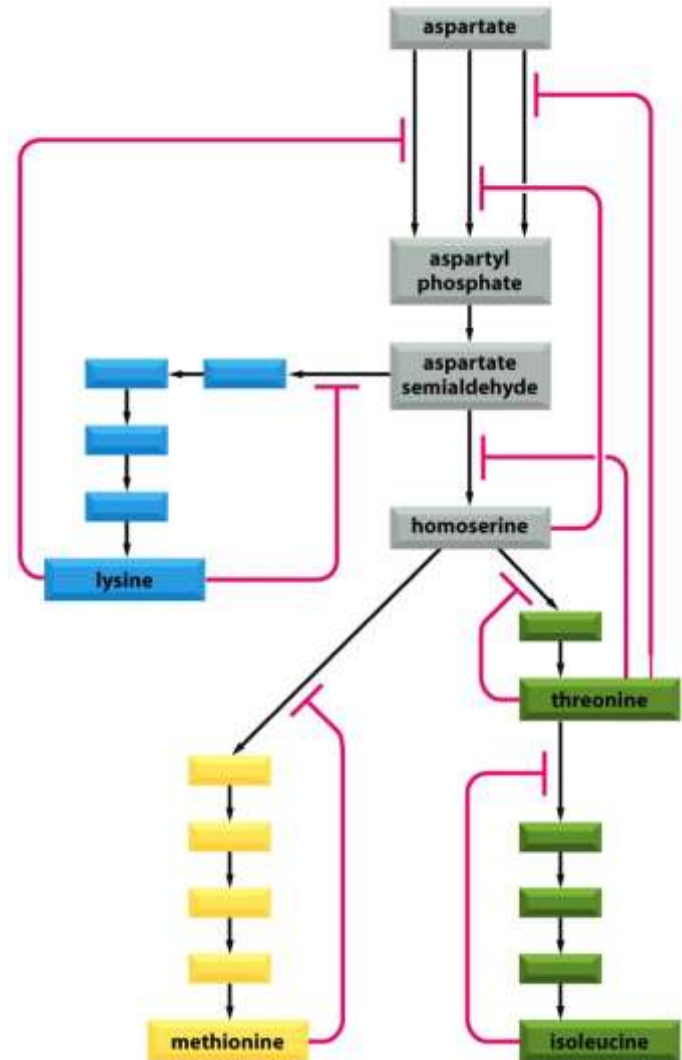 aspartate
aspartyl
phosphate
aspartate
semialdehyde
homoserine
lysine
threonine
methionine
isoleucine